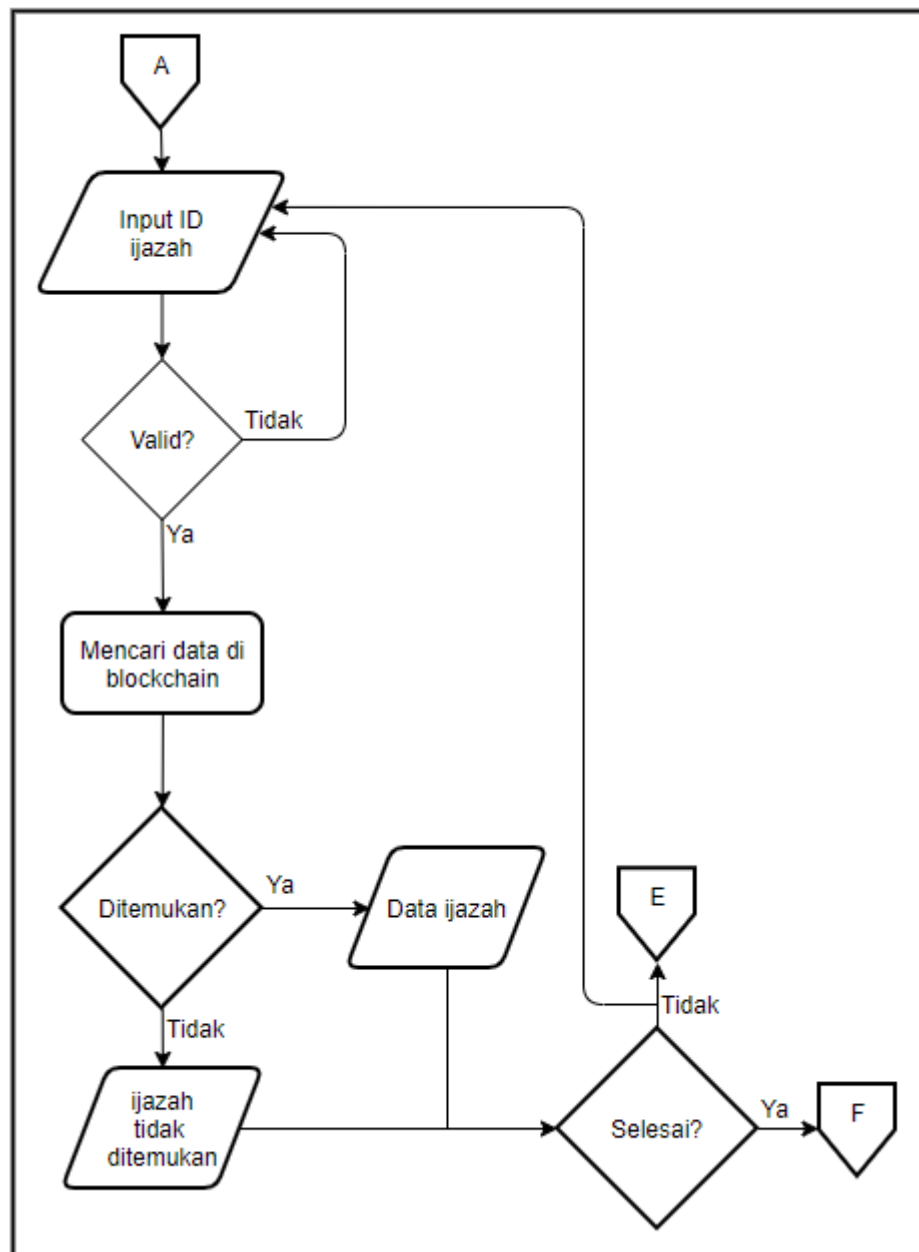 A
Input ID
ijazah
Valid?
Tidak
Ya
Mencari data di
blockchain
Ditemukan?
Ya
Data ijazah
Tidak
ijazah
tidak
ditemukan
E
Tidak
Selesai?
Ya
F